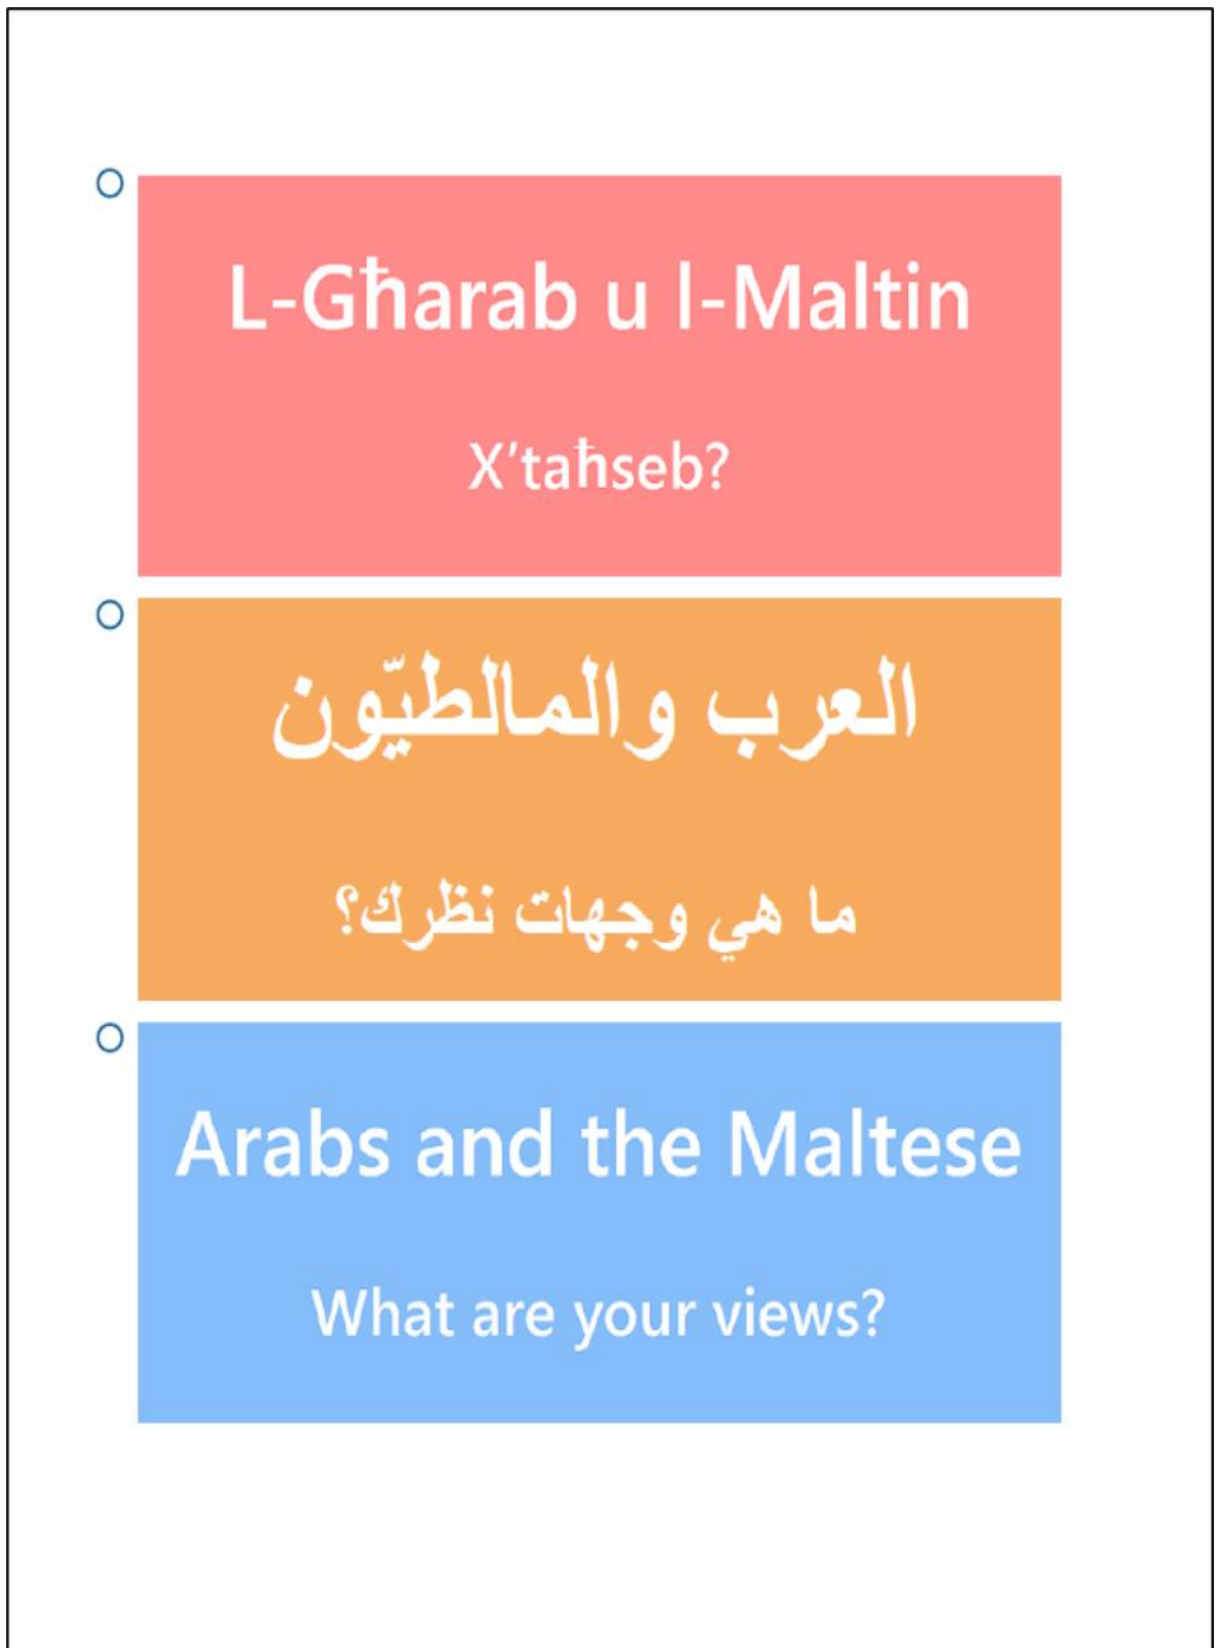 L-Għarab u l-Maltin
X'taħseb?
العرب والمالطيّون
ما هي وجهات نظرك؟
Arabs and the Maltese
What are your views?